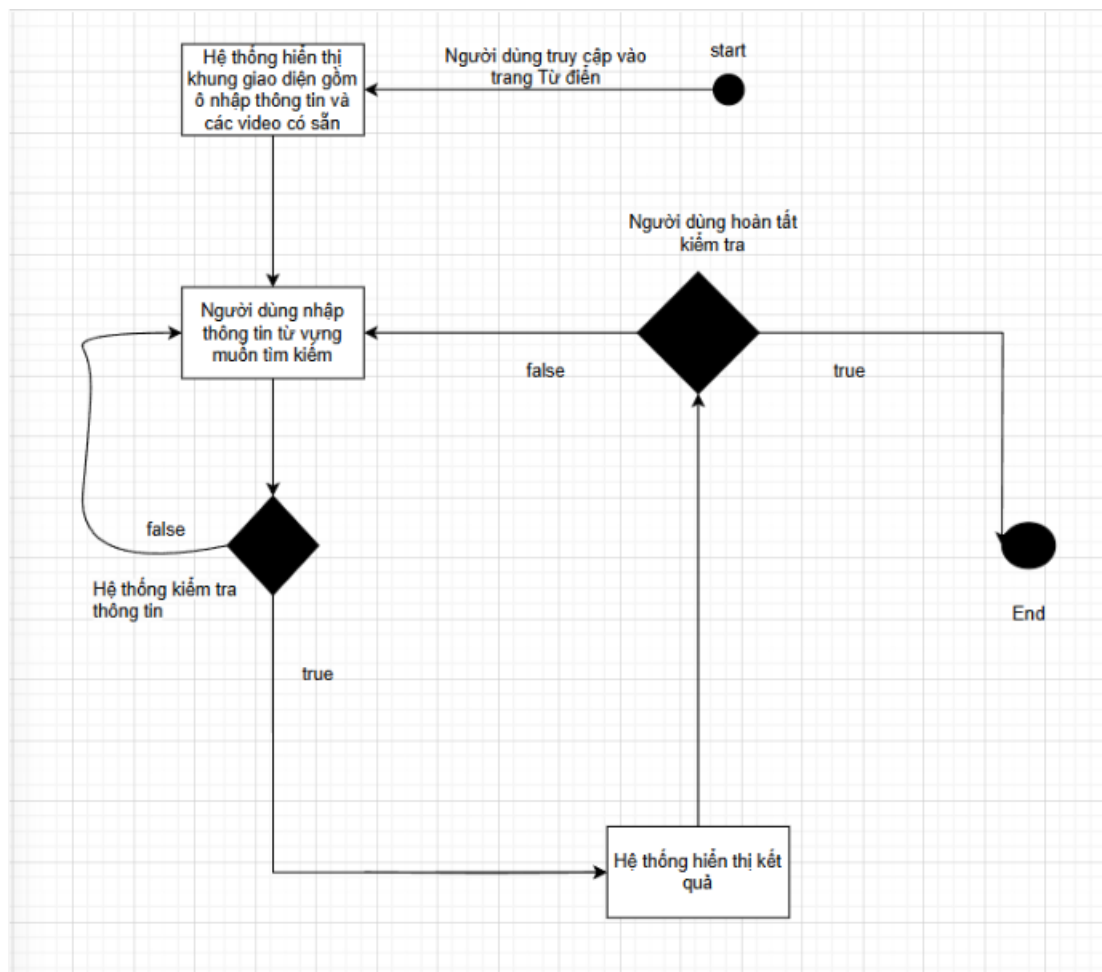 start
Người dùng truy cập vào
trang Từ điển
Hệ thống hiển thị
khung giao diện gồm
ô nhập thông tin và
các video có sẵn
Người dùng hoàn tất
kiểm tra
Người dùng nhập
thông tin từ vựng
muốn tìm kiếm
false
true
false
Hệ thống kiểm tra
thông tin
true
End
Hệ thống hiển thị kết
quả